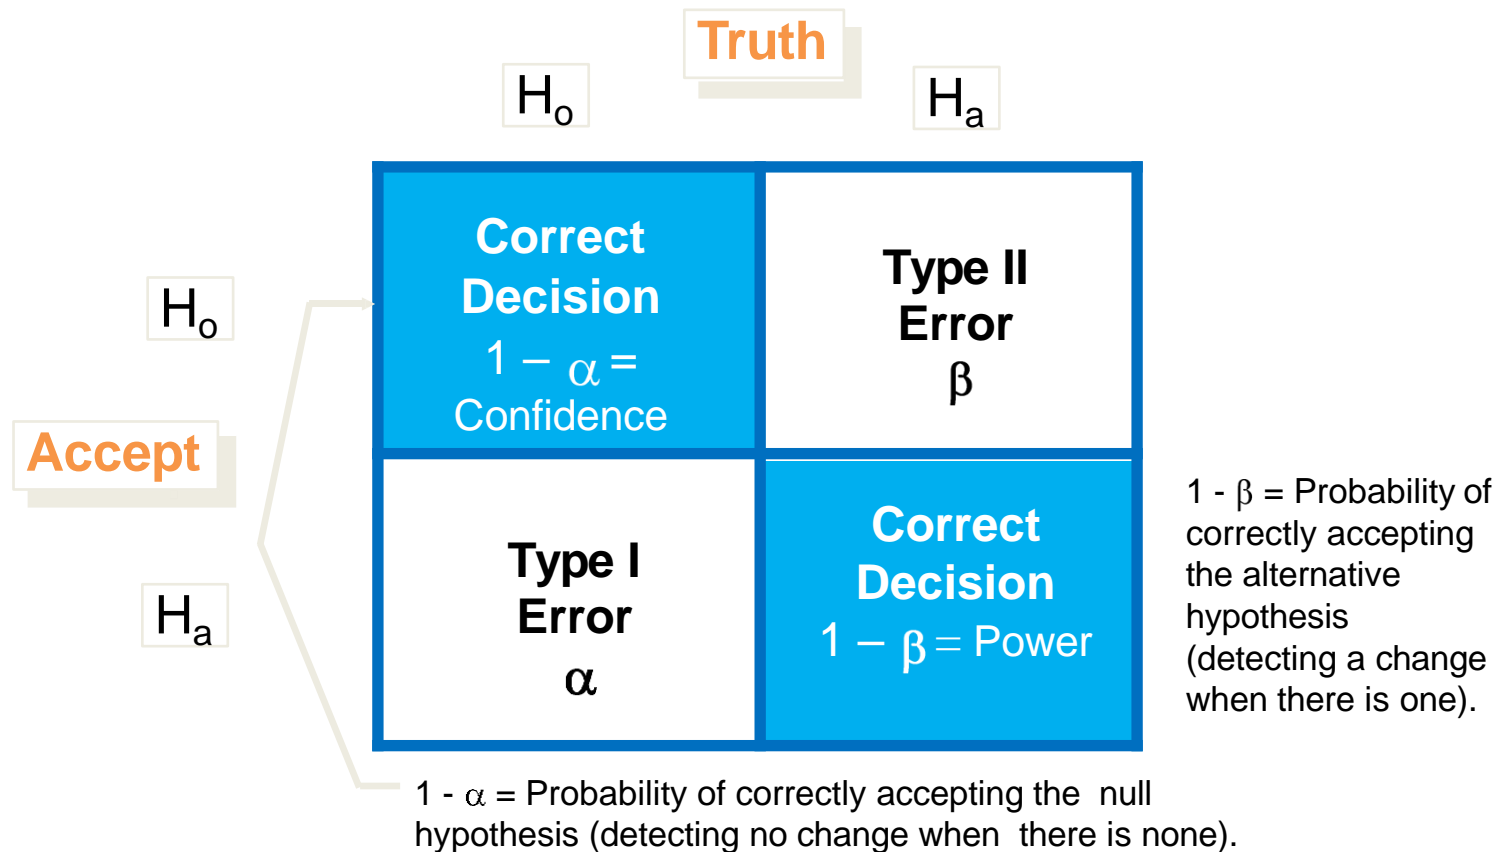 Truth
Hₒ
Hₐ
Correct
Decision
1 – α =
Confidence
Type II
Error
β
Hₒ
Accept
Hₐ
Type I
Error
α
Correct
Decision
1 – β = Power
1 - β = Probability of
correctly accepting
the alternative
hypothesis
(detecting a change
when there is one).
1 - α = Probability of correctly accepting the null
hypothesis (detecting no change when there is none).